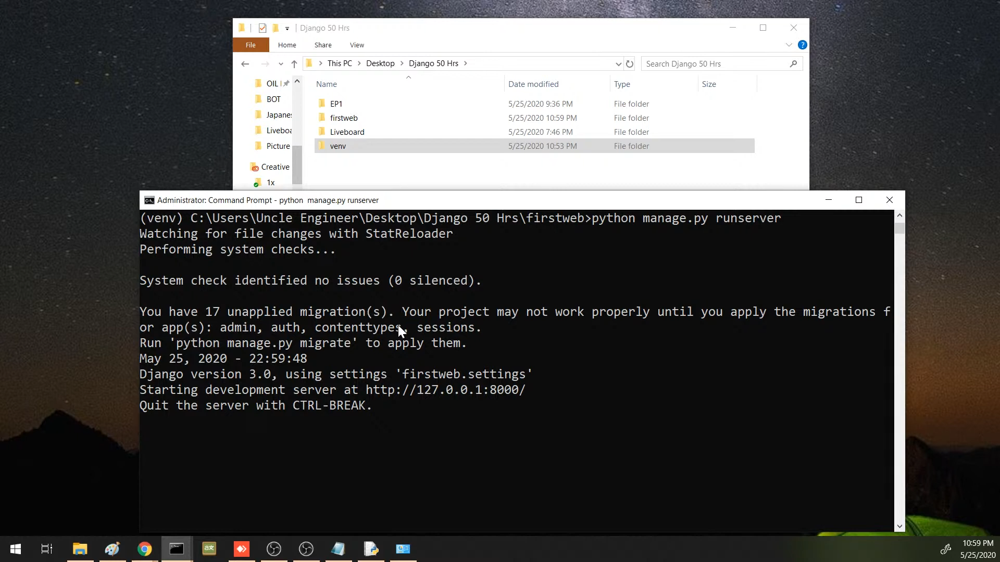 Django 50 Hrs
File Home Share View
This PC Desktop Django 50 Hrs Search Django 50 Hrs
Name Date modified Type Size
OIL
BOT
Japane
Liveboa
Picture
Creative
1x
EP1 5/25/2020 9:36 PM File folder
firstweb 5/25/2020 10:59 PM File folder
Liveboard 5/25/2020 7:46 PM File folder
venv 5/25/2020 10:53 PM File folder
Administrator: Command Prompt - python  manage.py runserver
(venv) C:\Users\Uncle Engineer\Desktop\Django 50 Hrs\firstweb>python manage.py runserver
Watching for file changes with StatReloader
Performing system checks...
System check identified no issues (0 silenced).
You have 17 unapplied migration(s). Your project may not work properly until you apply the migrations f
or app(s): admin, auth, contenttypes, sessions.
Run 'python manage.py migrate' to apply them.
May 25, 2020 - 22:59:48
Django version 3.0, using settings 'firstweb.settings'
Starting development server at http://127.0.0.1:8000/
Quit the server with CTRL-BREAK.
10:59 PM
5/25/2020